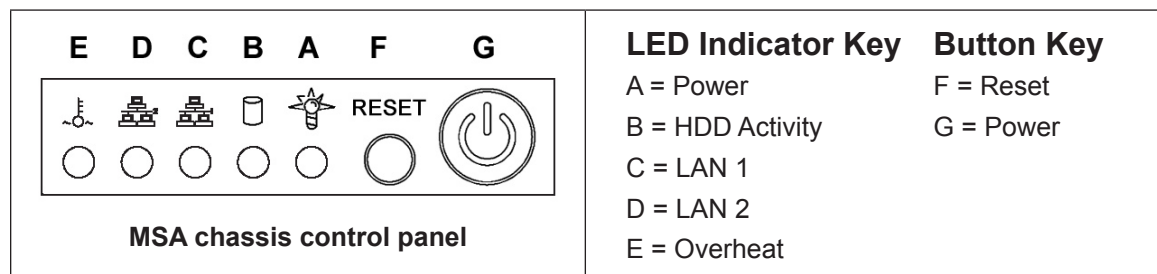 E D C B A F G
RESET
MSA chassis control panel
LED Indicator Key
A = Power
B = HDD Activity
C = LAN 1
D = LAN 2
E = Overheat
Button Key
F = Reset
G = Power